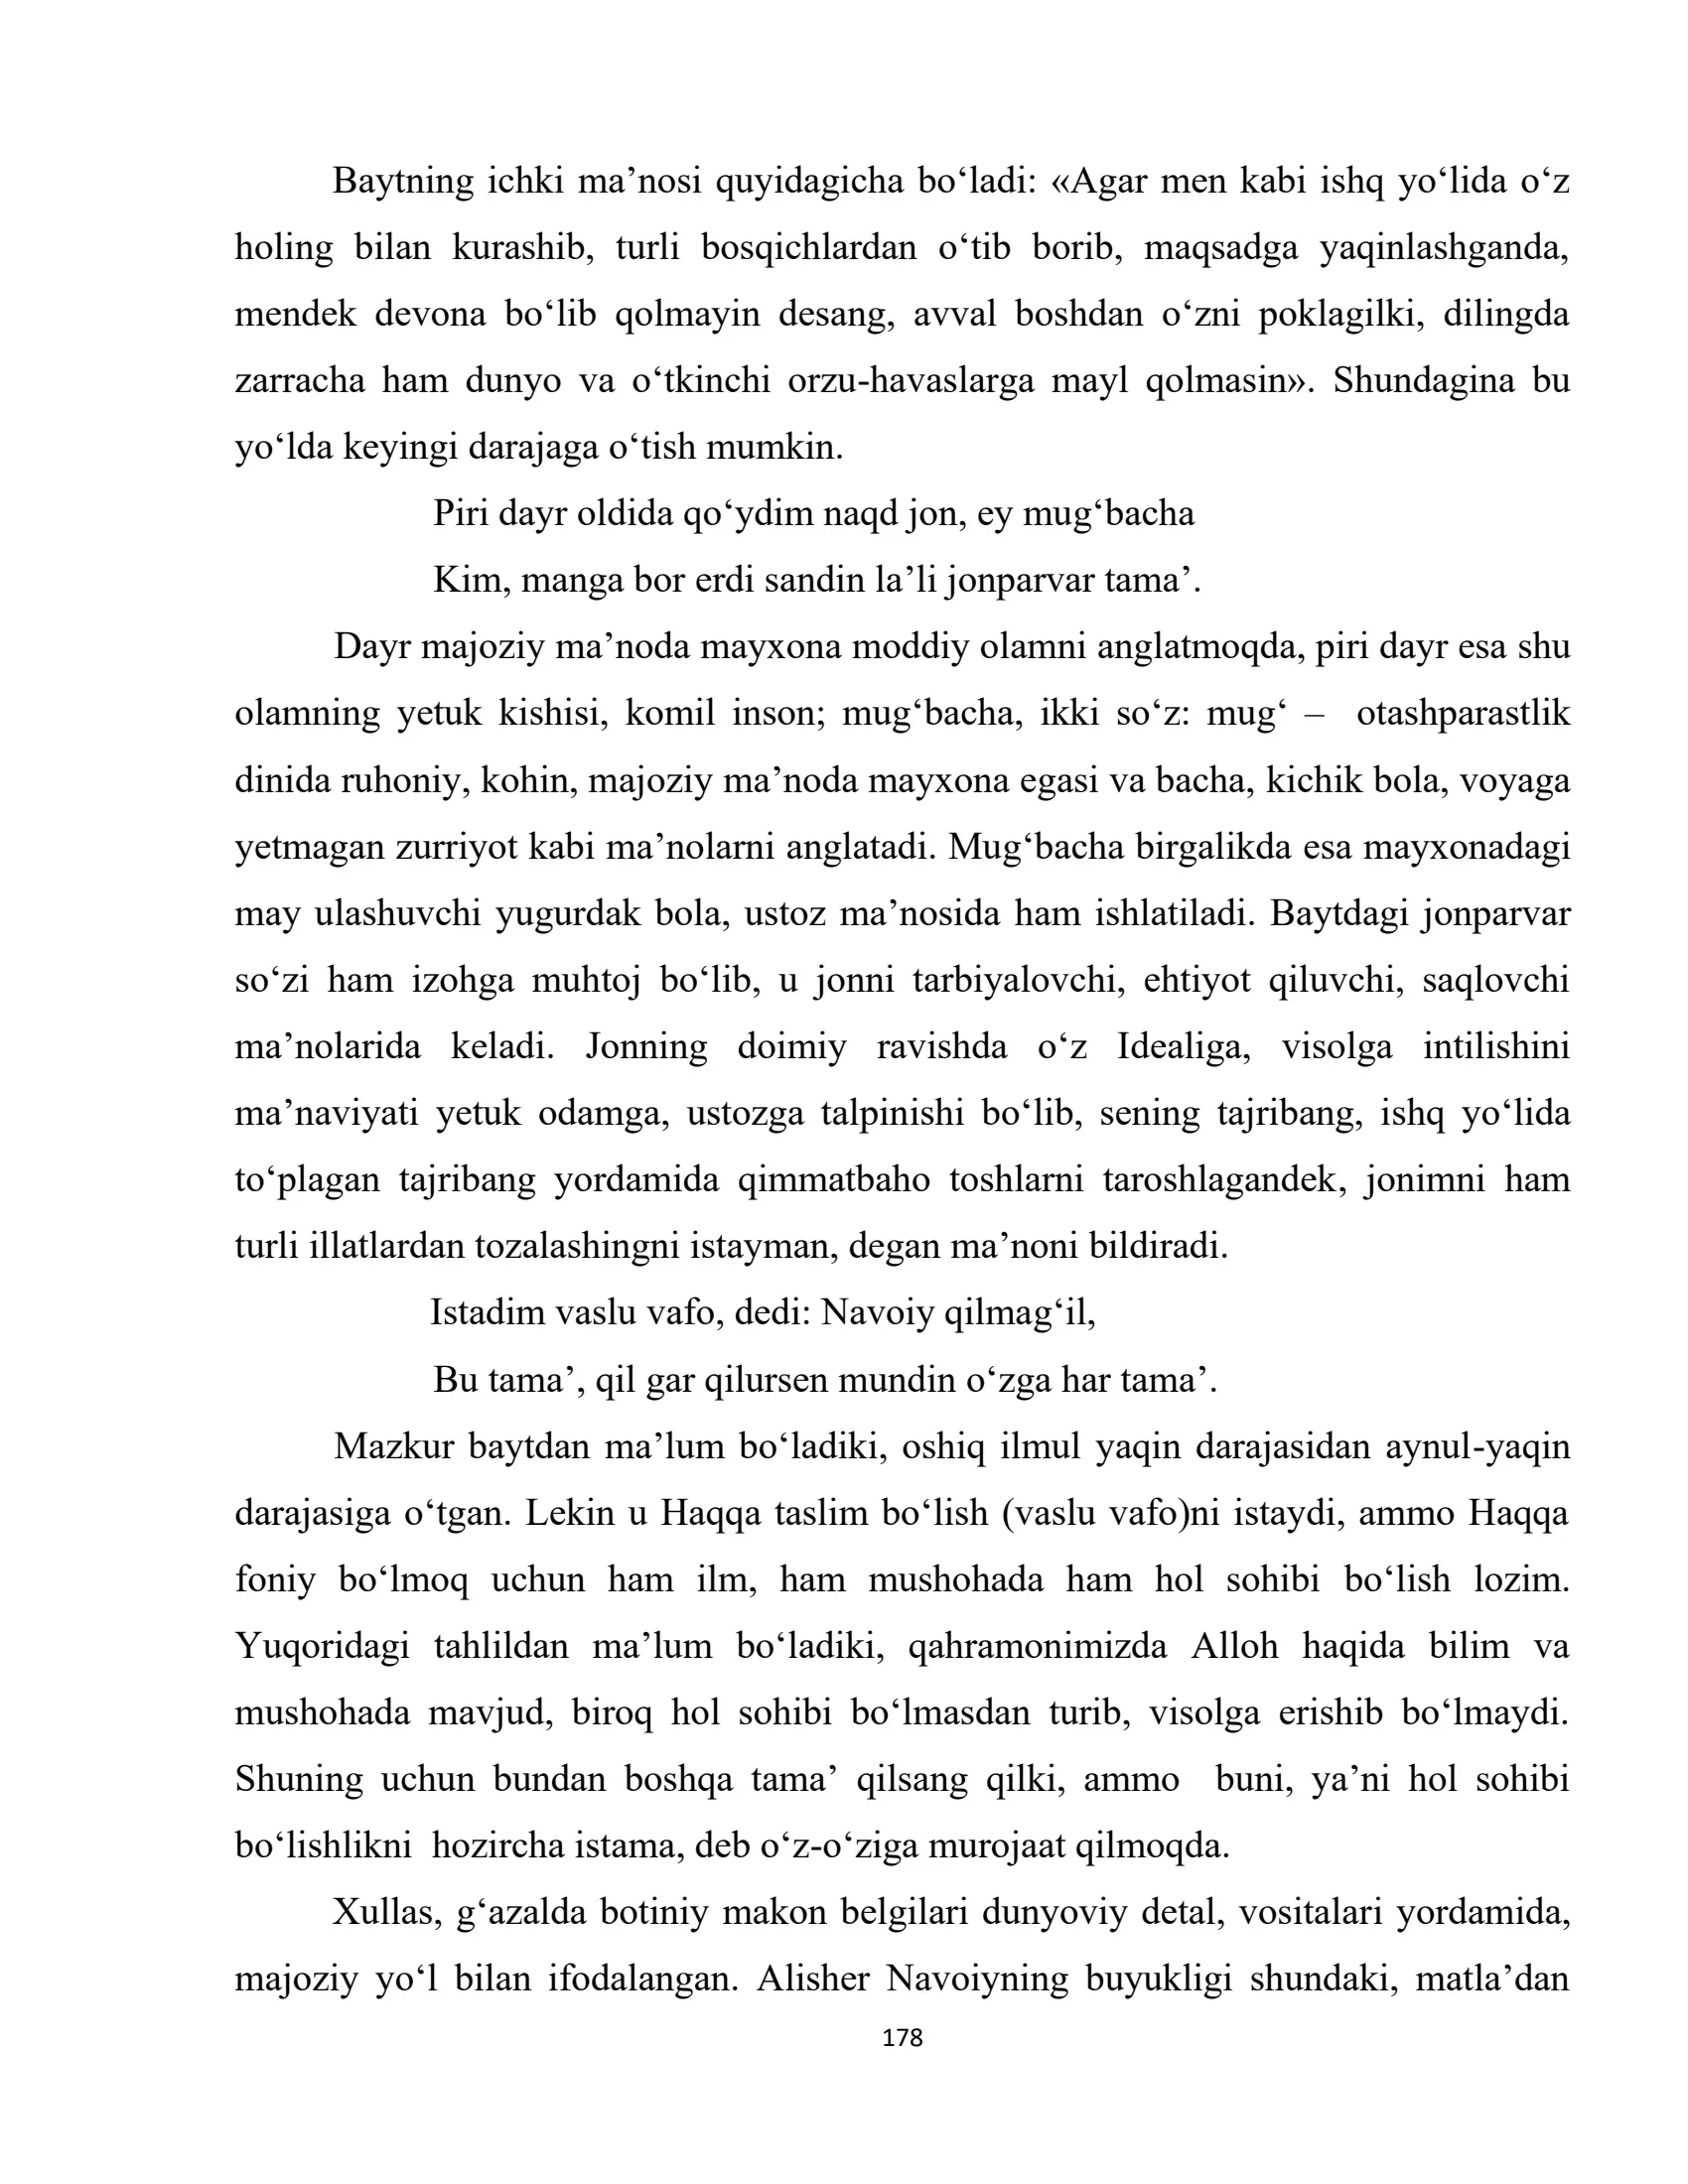 Baytning ichki ma’nosi quyidagicha bo‘ladi: «Agar men kabi ishq yo‘lida o‘z
holing bilan kurashib, turli bosqichlardan o‘tib borib, maqsadga yaqinlashganda,
mendek devona bo‘lib qolmayin desang, avval boshdan o‘zni poklagilki, dilingda
zarracha ham dunyo va o‘tkinchi orzu-havaslarga mayl qolmasin». Shundagina bu
yo‘lda keyingi darajaga o‘tish mumkin.
Piri dayr oldida qo‘ydim naqd jon, ey mug‘bacha
Kim, manga bor erdi sandin la’li jonparvar tama’.
Dayr majoziy ma’noda mayxona moddiy olamni anglatmoqda, piri dayr esa shu
olamning yetuk kishisi, komil inson; mug‘bacha, ikki so‘z: mug‘ – otashparastlik
dinida ruhoniy, kohin, majoziy ma’noda mayxona egasi va bacha, kichik bola, voyaga
yetmagan zurriyot kabi ma’nolarni anglatadi. Mug‘bacha birgalikda esa mayxonadagi
may ulashuvchi yugurdak bola, ustoz ma’nosida ham ishlatiladi. Baytdagi jonparvar
so‘zi ham izohga muhtoj bo‘lib, u jonni tarbiyalovchi, ehtiyot qiluvchi, saqlovchi
ma’nolarida keladi. Jonning doimiy ravishda o‘z Idealiga, visolga intilishini
ma’naviyati yetuk odamga, ustozga talpinishi bo‘lib, sening tajribang, ishq yo‘lida
to‘plagan tajribang yordamida qimmatbaho toshlarni taroshlagandek, jonimni ham
turli illatlardan tozalashingni istayman, degan ma’noni bildiradi.
Istadim vaslu vafo, dedi: Navoiy qilmag‘il,
Bu tama’, qil gar qilursen mundin o‘zga har tama’.
Mazkur baytdan ma’lum bo‘ladiki, oshiq ilmul yaqin darajasidan aynul-yaqin
darajasiga o‘tgan. Lekin u Haqqa taslim bo‘lish (vaslu vafo)ni istaydi, ammo Haqqa
foniy bo‘lmoq uchun ham ilm, ham mushohada ham hol sohibi bo‘lish lozim.
Yuqoridagi tahlildan ma’lum bo‘ladiki, qahramonimizda Alloh haqida bilim va
mushohada mavjud, biroq hol sohibi bo‘lmasdan turib, visolga erishib bo‘lmaydi.
Shuning uchun bundan boshqa tama’ qilsang qilki, ammo buni, ya’ni hol sohibi
bo‘lishlikni hozircha istama, deb o‘z-o‘ziga murojaat qilmoqda.
Xullas, g‘azalda botiniy makon belgilari dunyoviy detal, vositalari yordamida,
majoziy yo‘l bilan ifodalangan. Alisher Navoiyning buyukligi shundaki, matla’dan
178